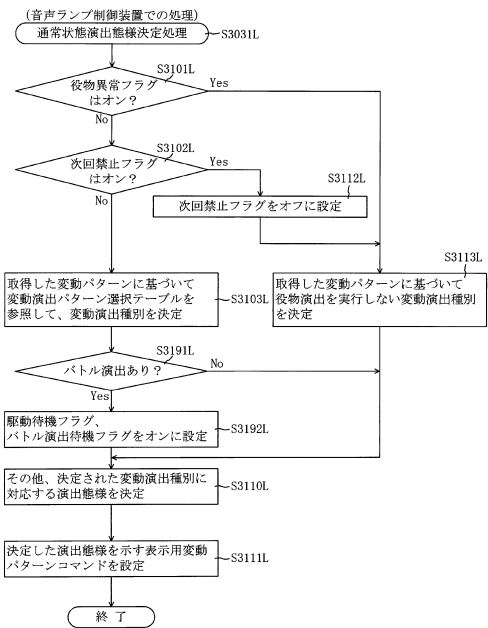 (音声ランプ制御装置での処理)
通常状態演出態様決定処理
S3031L
S3101L
役物異常フラグ
はオン？
Yes
No
S3102L
次回禁止フラグ
はオン？
Yes
No
S3112L
次回禁止フラグをオフに設定
取得した変動パターンに基づいて
変動演出パターン選択テーブルを
参照して、変動演出種別を決定
S3103L
S3113L
取得した変動パターンに基づいて
役物演出を実行しない変動演出種別
を決定
S3191L
バトル演出あり？
No
Yes
駆動待機フラグ、
バトル演出待機フラグをオンに設定
S3192L
その他、決定された変動演出種別に
対応する演出態様を決定
S3110L
決定した演出態様を示す表示用変動
パターンコマンドを設定
S3111L
終了